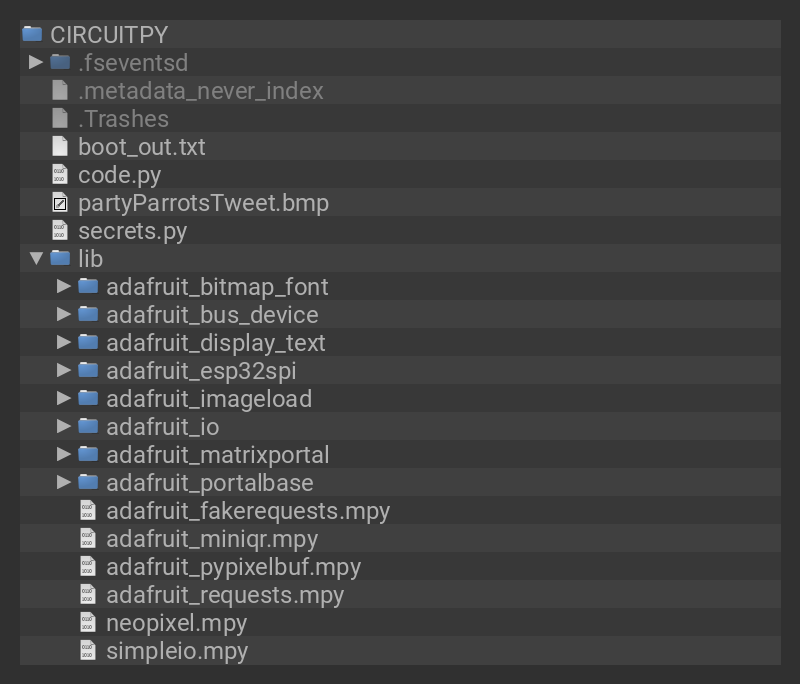 CIRCUITPY
.fseventsd
.metadata_never_index
.Trashes
boot_out.txt
code.py
partyParrotsTweet.bmp
secrets.py
lib
adafruit_bitmap_font
adafruit_bus_device
adafruit_display_text
adafruit_esp32spi
adafruit_imageload
adafruit_io
adafruit_matrixportal
adafruit_portalbase
adafruit_fakerequests.mpy
adafruit_miniqr.mpy
adafruit_pypixelbuf.mpy
adafruit_requests.mpy
neopixel.mpy
simpleio.mpy